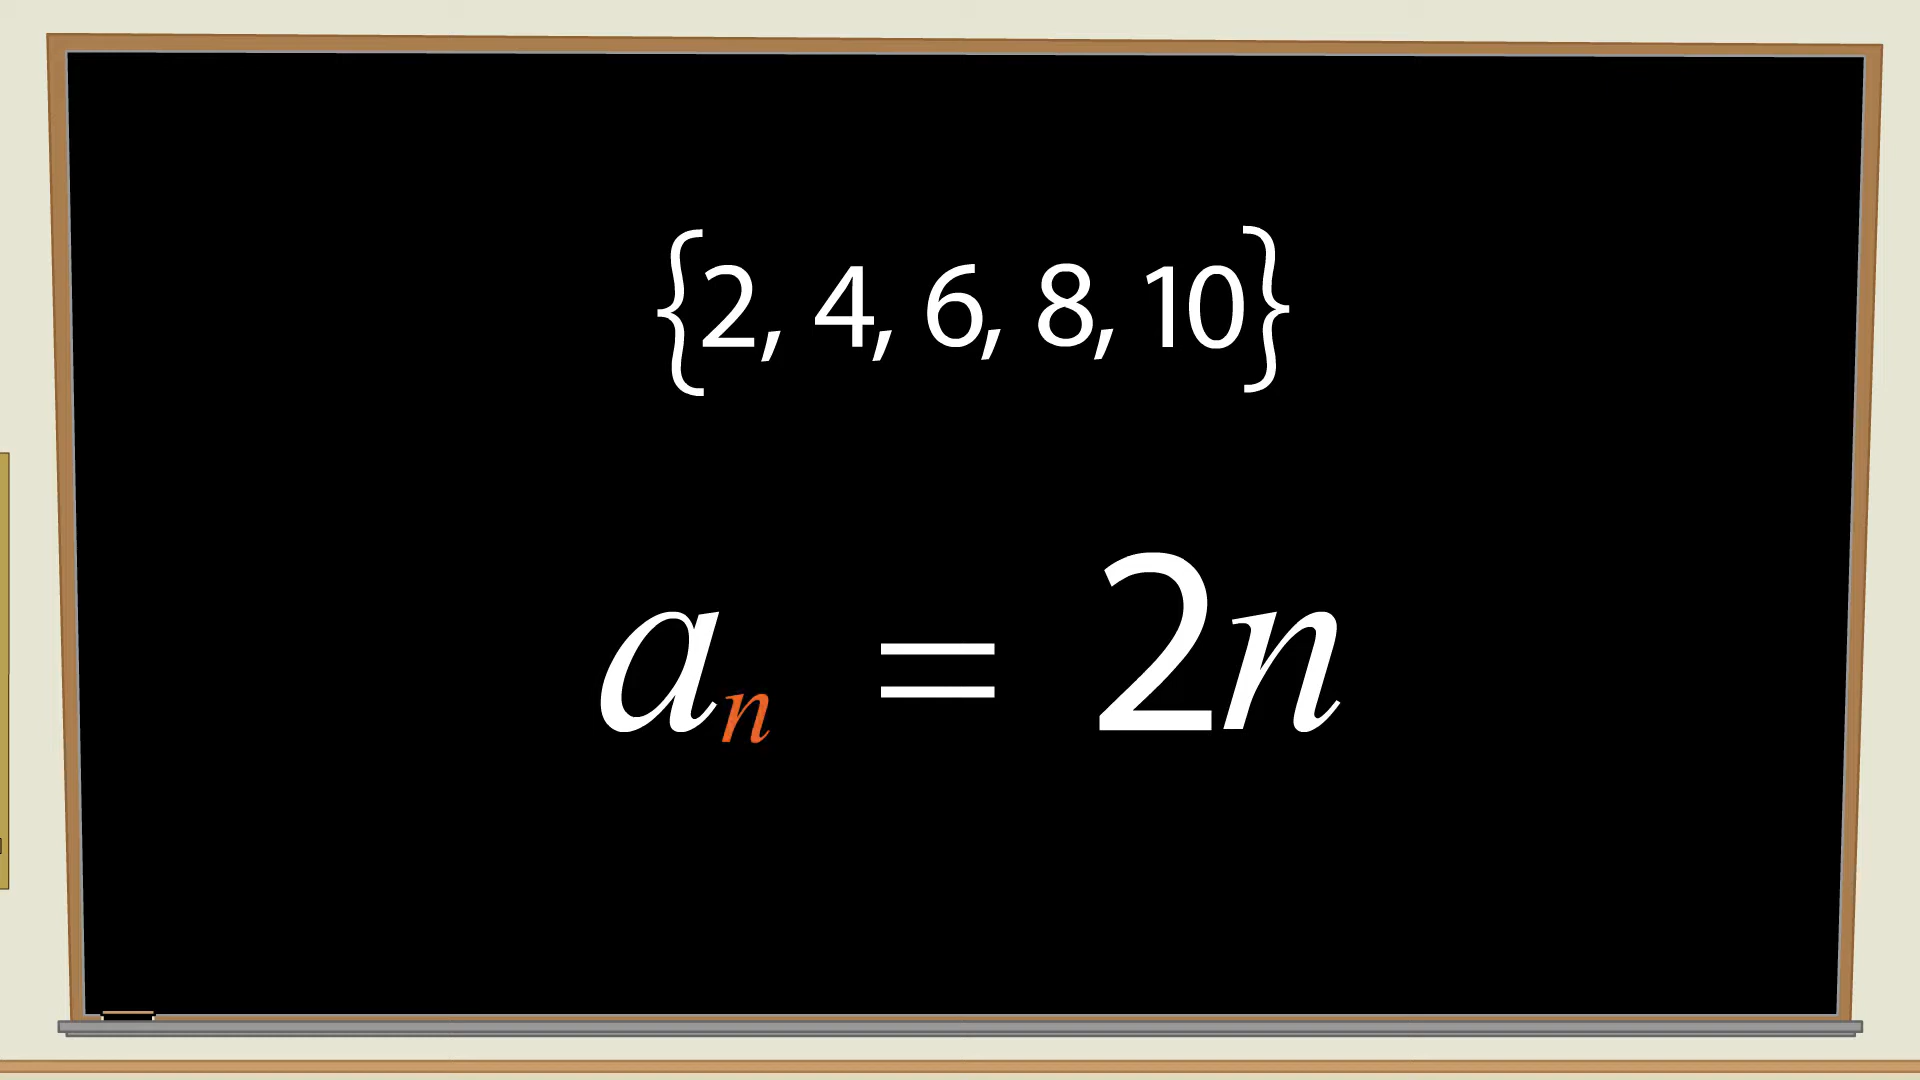 {2, 4, 6, 8, 10}
aₙ = 2n